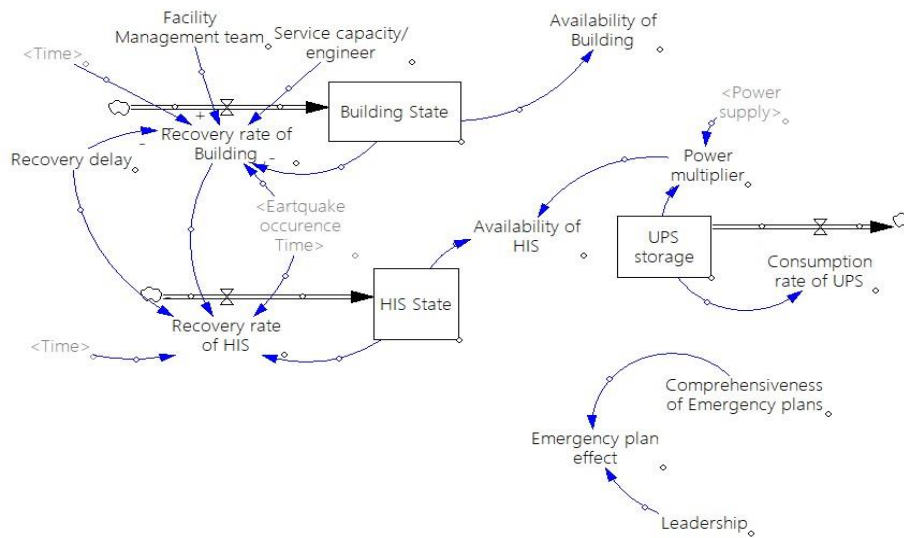 Facility
Management team
<Time>
Service capacity/
engineer
Availability of
Building
Building State
+
Recovery rate of
Building
-
-
Recovery delay
<Power
supply>
Power
multiplier
<Eartquake
occurence
Time>
Availability of
HIS
UPS
storage
Consumption
rate of UPS
HIS State
Recovery rate
of HIS
<Time>
Comprehensiveness
of Emergency plans
Emergency plan
effect
Leadership